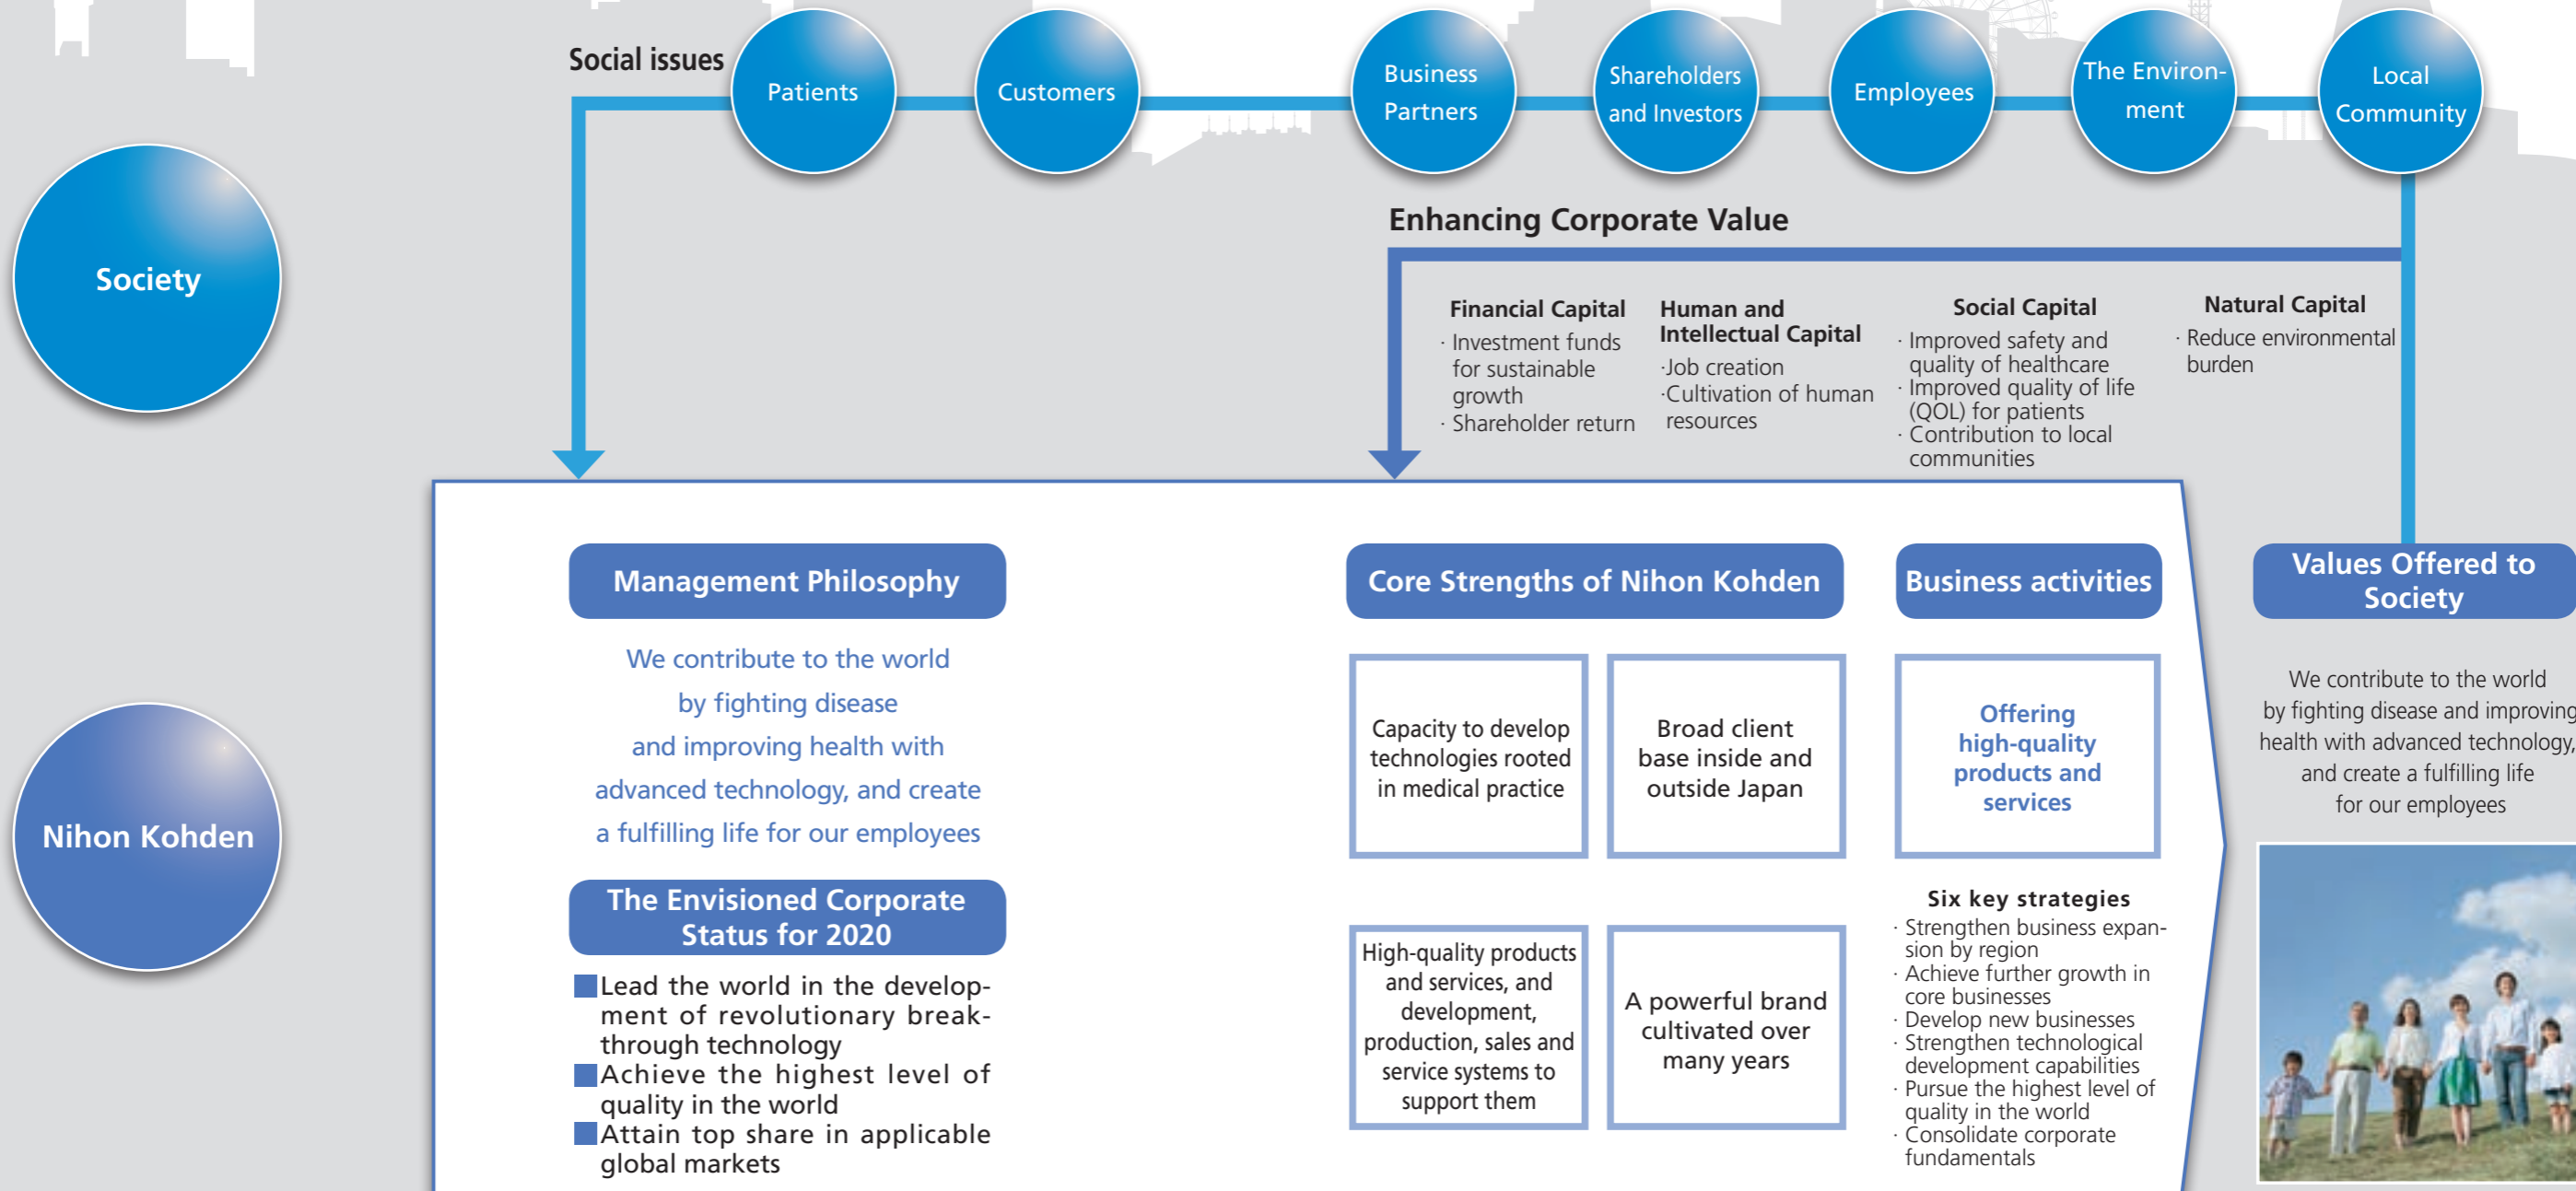 Social issues
Patients
Customers
Business
Partners
Shareholders
and Investors
Employees
The Environ-
ment
Local
Community
Society
Enhancing Corporate Value
Financial Capital
· Investment funds
for sustainable
growth
· Shareholder return
Human and
Intellectual Capital
·Job creation
·Cultivation of human
resources
Social Capital
· Improved safety and
quality of healthcare
· Improved quality of life
(QOL) for patients
· Contribution to local
communities
Natural Capital
· Reduce environmental
burden
Nihon Kohden
Management Philosophy
We contribute to the world
by fighting disease
and improving health with
advanced technology, and create
a fulfilling life for our employees
The Envisioned Corporate
Status for 2020
■Lead the world in the develop-
ment of revolutionary break-
through technology
■Achieve the highest level of
quality in the world
■Attain top share in applicable
global markets
Core Strengths of Nihon Kohden
Capacity to develop
technologies rooted
in medical practice
Broad client
base inside and
outside Japan
High-quality products
and services, and
development,
production, sales and
service systems to
support them
A powerful brand
cultivated over
many years
Business activities
Offering
high-quality
products and
services
Six key strategies
· Strengthen business expan-
sion by region
· Achieve further growth in
core businesses
· Develop new businesses
· Strengthen technological
development capabilities
· Pursue the highest level of
quality in the world
· Consolidate corporate
fundamentals
Values Offered to
Society
We contribute to the world
by fighting disease and improving
health with advanced technology,
and create a fulfilling life
for our employees